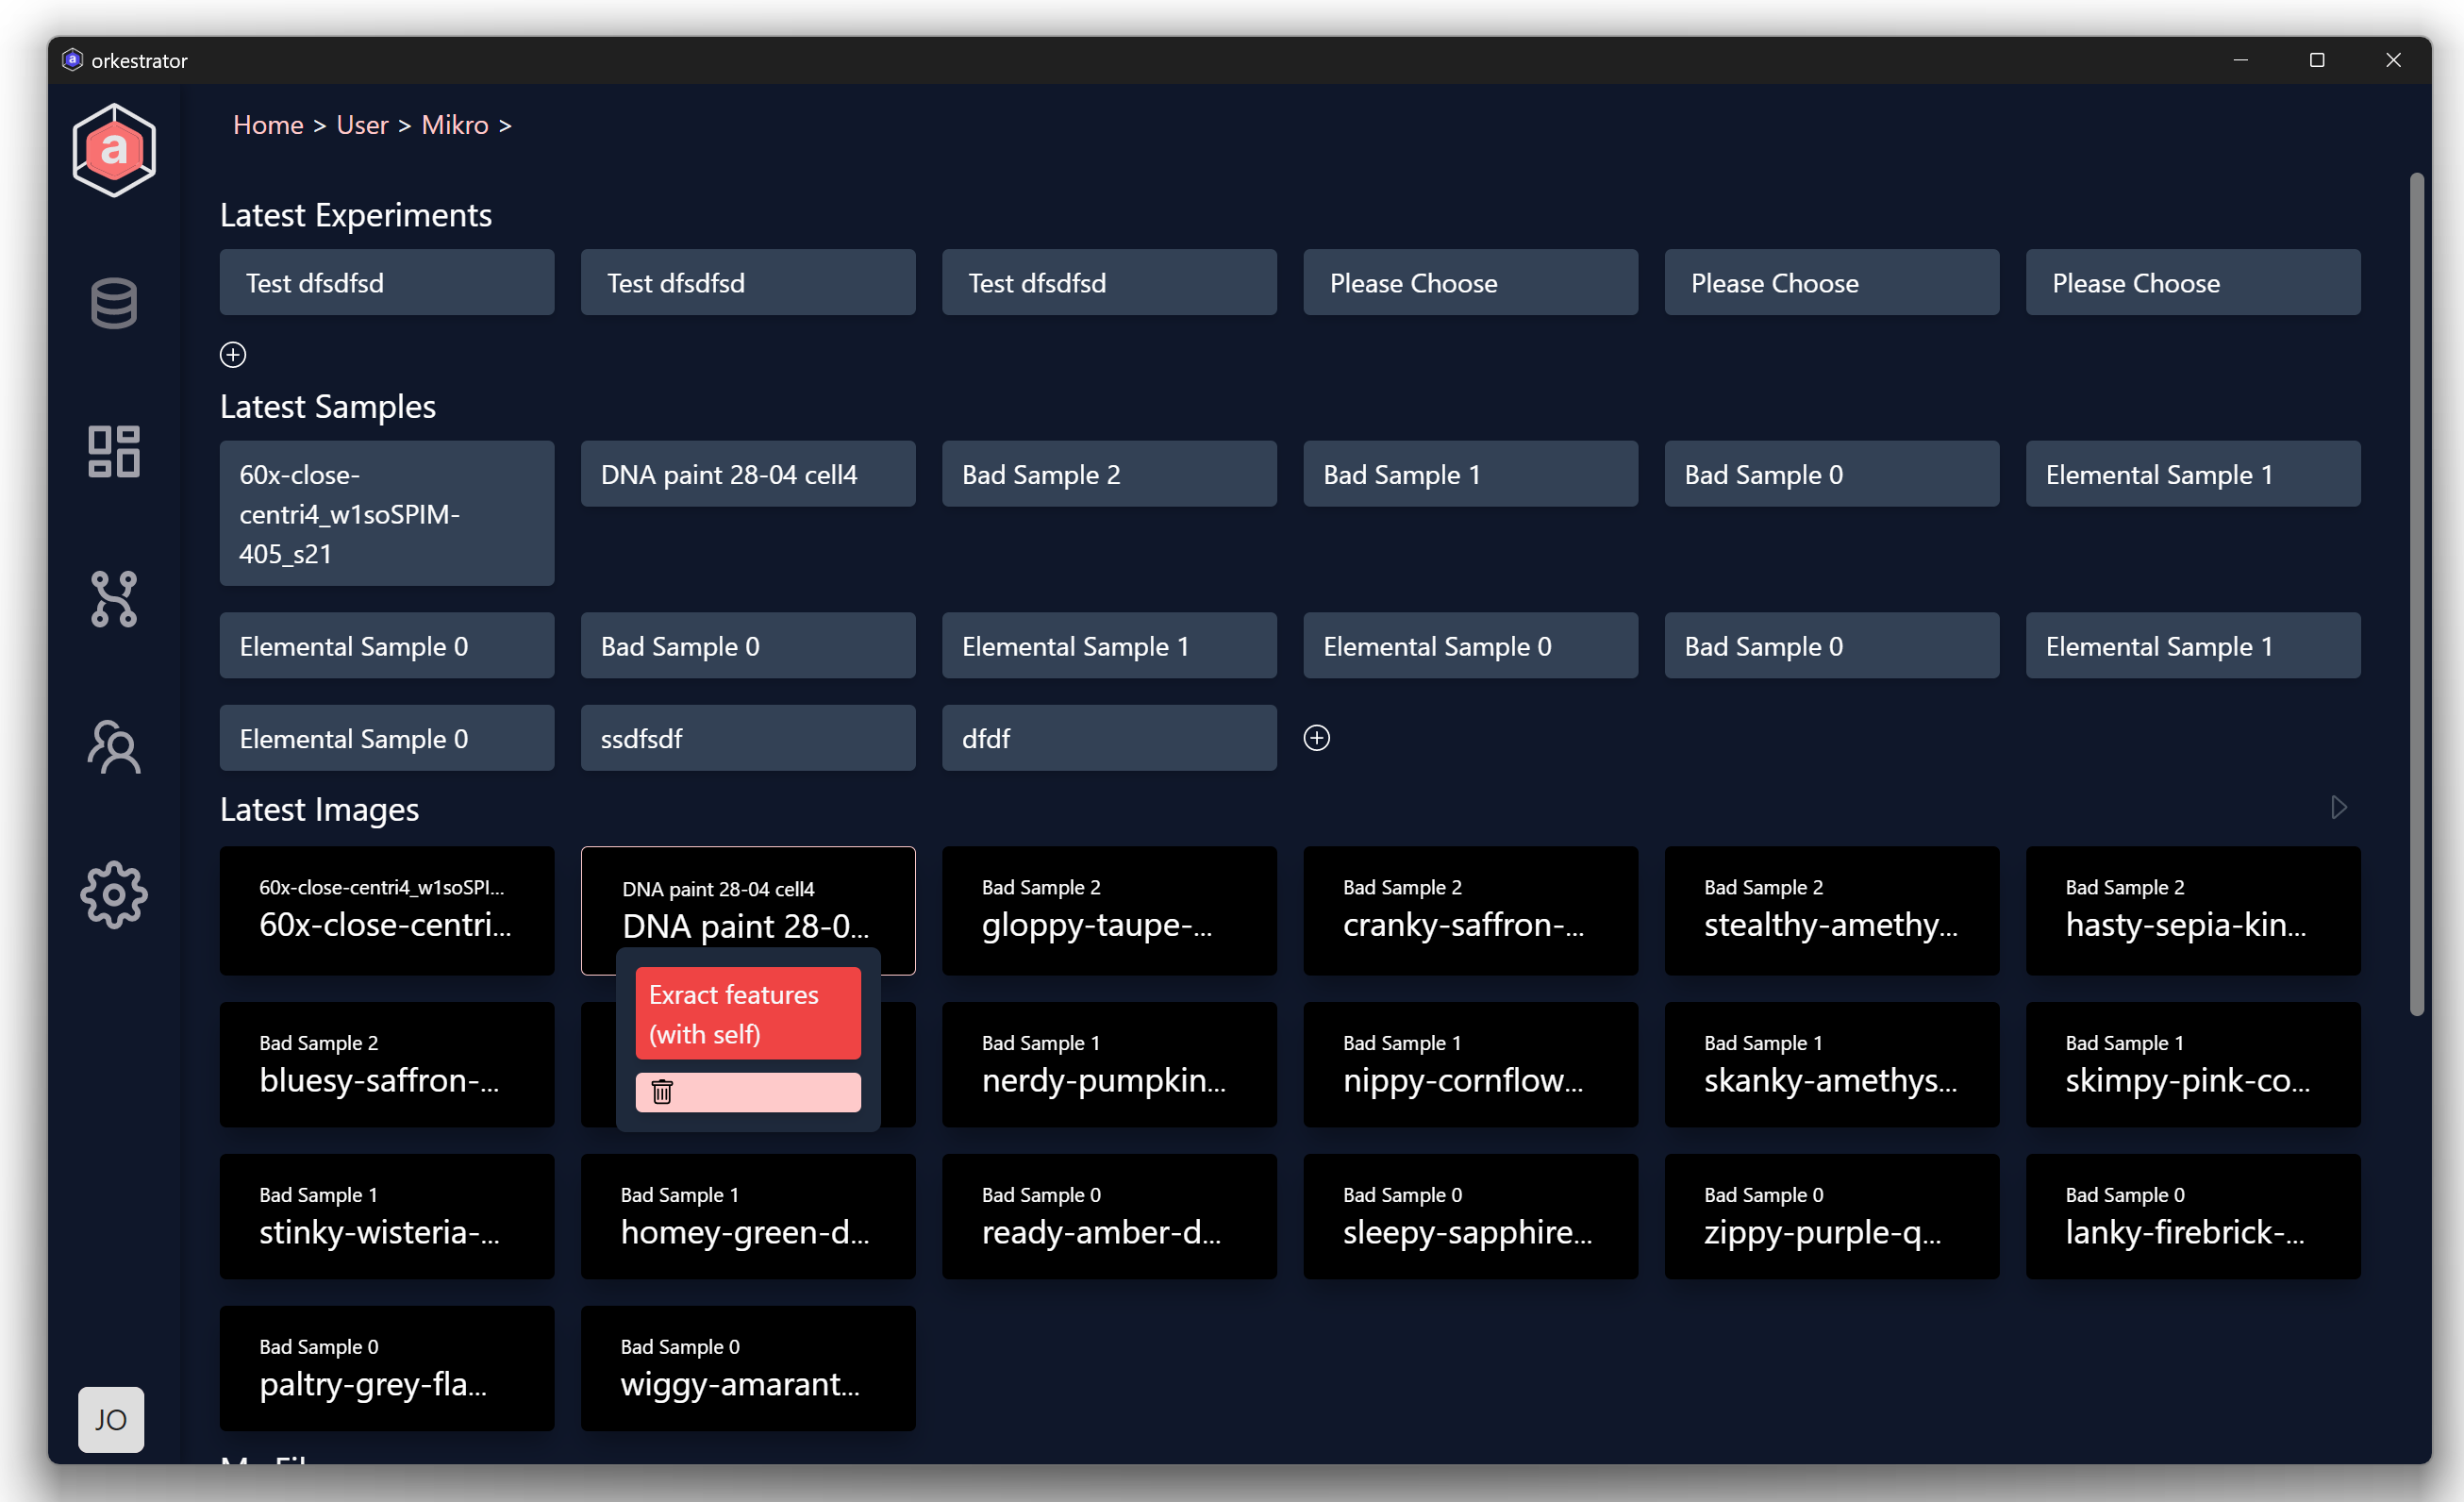 orkestrator
a
Home > User > Mikro >
Latest Experiments
Test dfsdfsd
Test dfsdfsd
Test dfsdfsd
Please Choose
Please Choose
Please Choose
Latest Samples
60x-close-
centri4_w1soSPIM-
405_s21
DNA paint 28-04 cell4
Bad Sample 2
Bad Sample 1
Bad Sample 0
Elemental Sample 1
Elemental Sample 0
Bad Sample 0
Elemental Sample 1
Elemental Sample 0
Bad Sample 0
Elemental Sample 1
Elemental Sample 0
ssdfsdf
dfdf
Latest Images
60x-close-centri4_w1soSPI...
60x-close-centri...
DNA paint 28-04 cell4
DNA paint 28-0...
Bad Sample 2
gloppy-taupe-...
Bad Sample 2
cranky-saffron-...
Bad Sample 2
stealthy-amethy...
Bad Sample 2
hasty-sepia-kin...
Exract features
(with self)
Bad Sample 2
bluesy-saffron-...
Bad Sample 1
nerdy-pumpkin...
Bad Sample 1
nippy-cornflow...
Bad Sample 1
skanky-amethys...
Bad Sample 1
skimpy-pink-co...
Bad Sample 1
stinky-wisteria-...
Bad Sample 1
homey-green-d...
Bad Sample 0
ready-amber-d...
Bad Sample 0
sleepy-sapphire...
Bad Sample 0
zippy-purple-q...
Bad Sample 0
lanky-firebrick-...
Bad Sample 0
paltry-grey-fla...
Bad Sample 0
wiggy-amarant...
JO